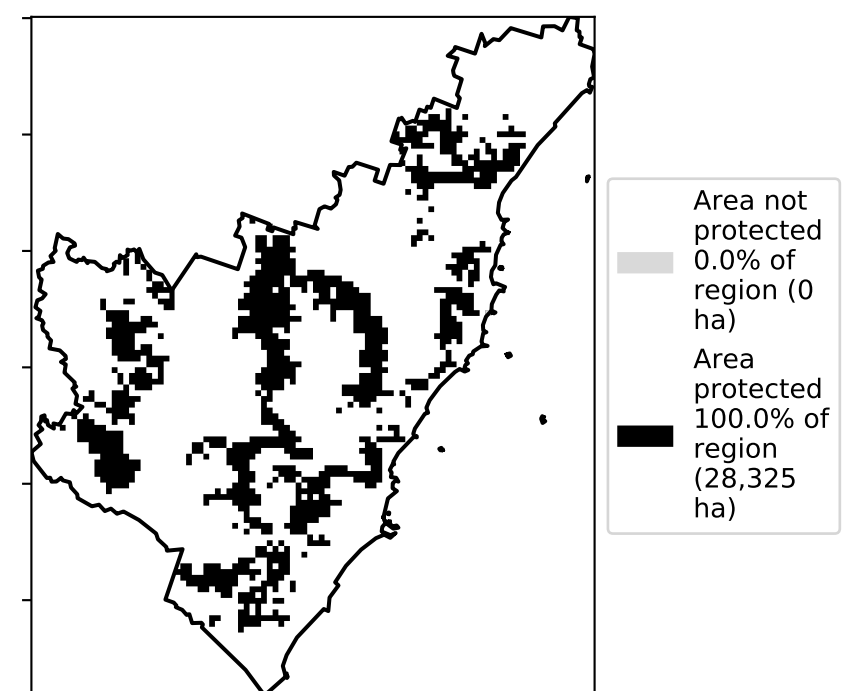 Area not
protected
0.0% of
region (0
ha)
Area
protected
100.0% of
region
(28,325
ha)